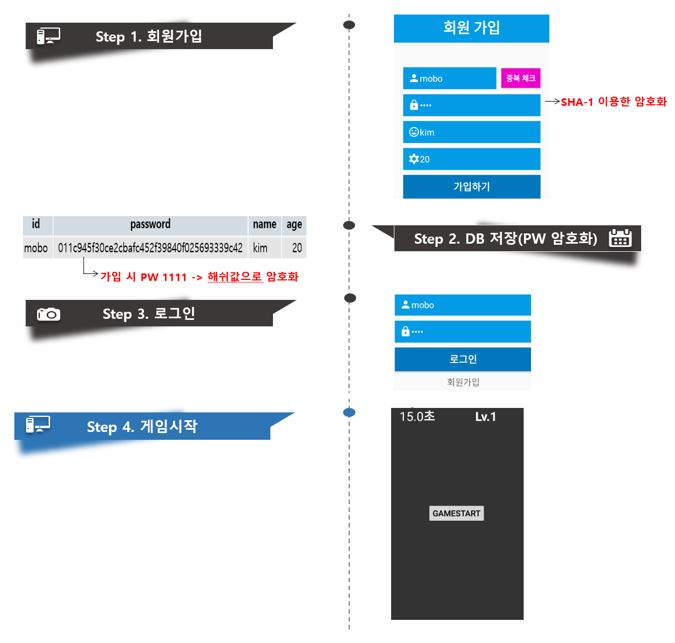 Step 1. 회원가입
회원 가입
mobo
중복 체크
••••
SHA-1 이용한 암호화
kim
20
가입하기
id password name age
mobo 011c945f30ce2cbafc452f39840f025693339c42 kim 20
가입 시 PW 1111 -> 해쉬값으로 암호화
Step 2. DB 저장(PW 암호화)
Step 3. 로그인
mobo
••••
로그인
회원가입
Step 4. 게임시작
15.0초 Lv.1
GAMESTART